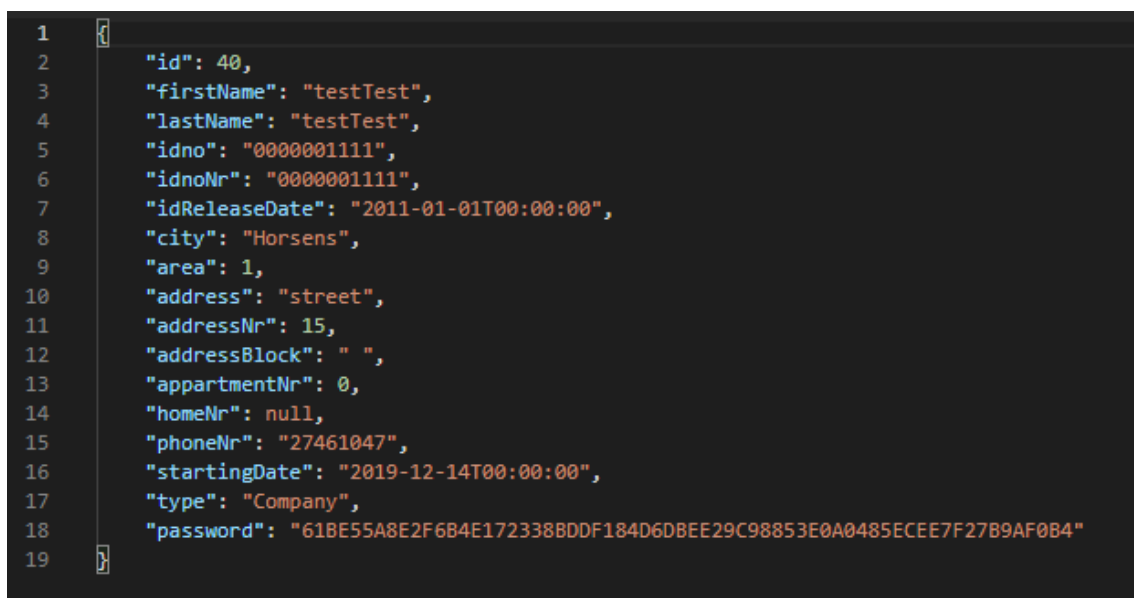 1 {
2 "id": 40,
3 "firstName": "testTest",
4 "lastName": "testTest",
5 "idno": "0000001111",
6 "idnoNr": "0000001111",
7 "idReleaseDate": "2011-01-01T00:00:00",
8 "city": "Horsens",
9 "area": 1,
10 "address": "street",
11 "addressNr": 15,
12 "addressBlock": " ",
13 "appartmentNr": 0,
14 "homeNr": null,
15 "phoneNr": "27461047",
16 "startingDate": "2019-12-14T00:00:00",
17 "type": "Company",
18 "password": "61BE55A8E2F6B4E172338BDDF184D6DBEE29C98853E0A0485ECEE7F27B9AF0B4"
19 }